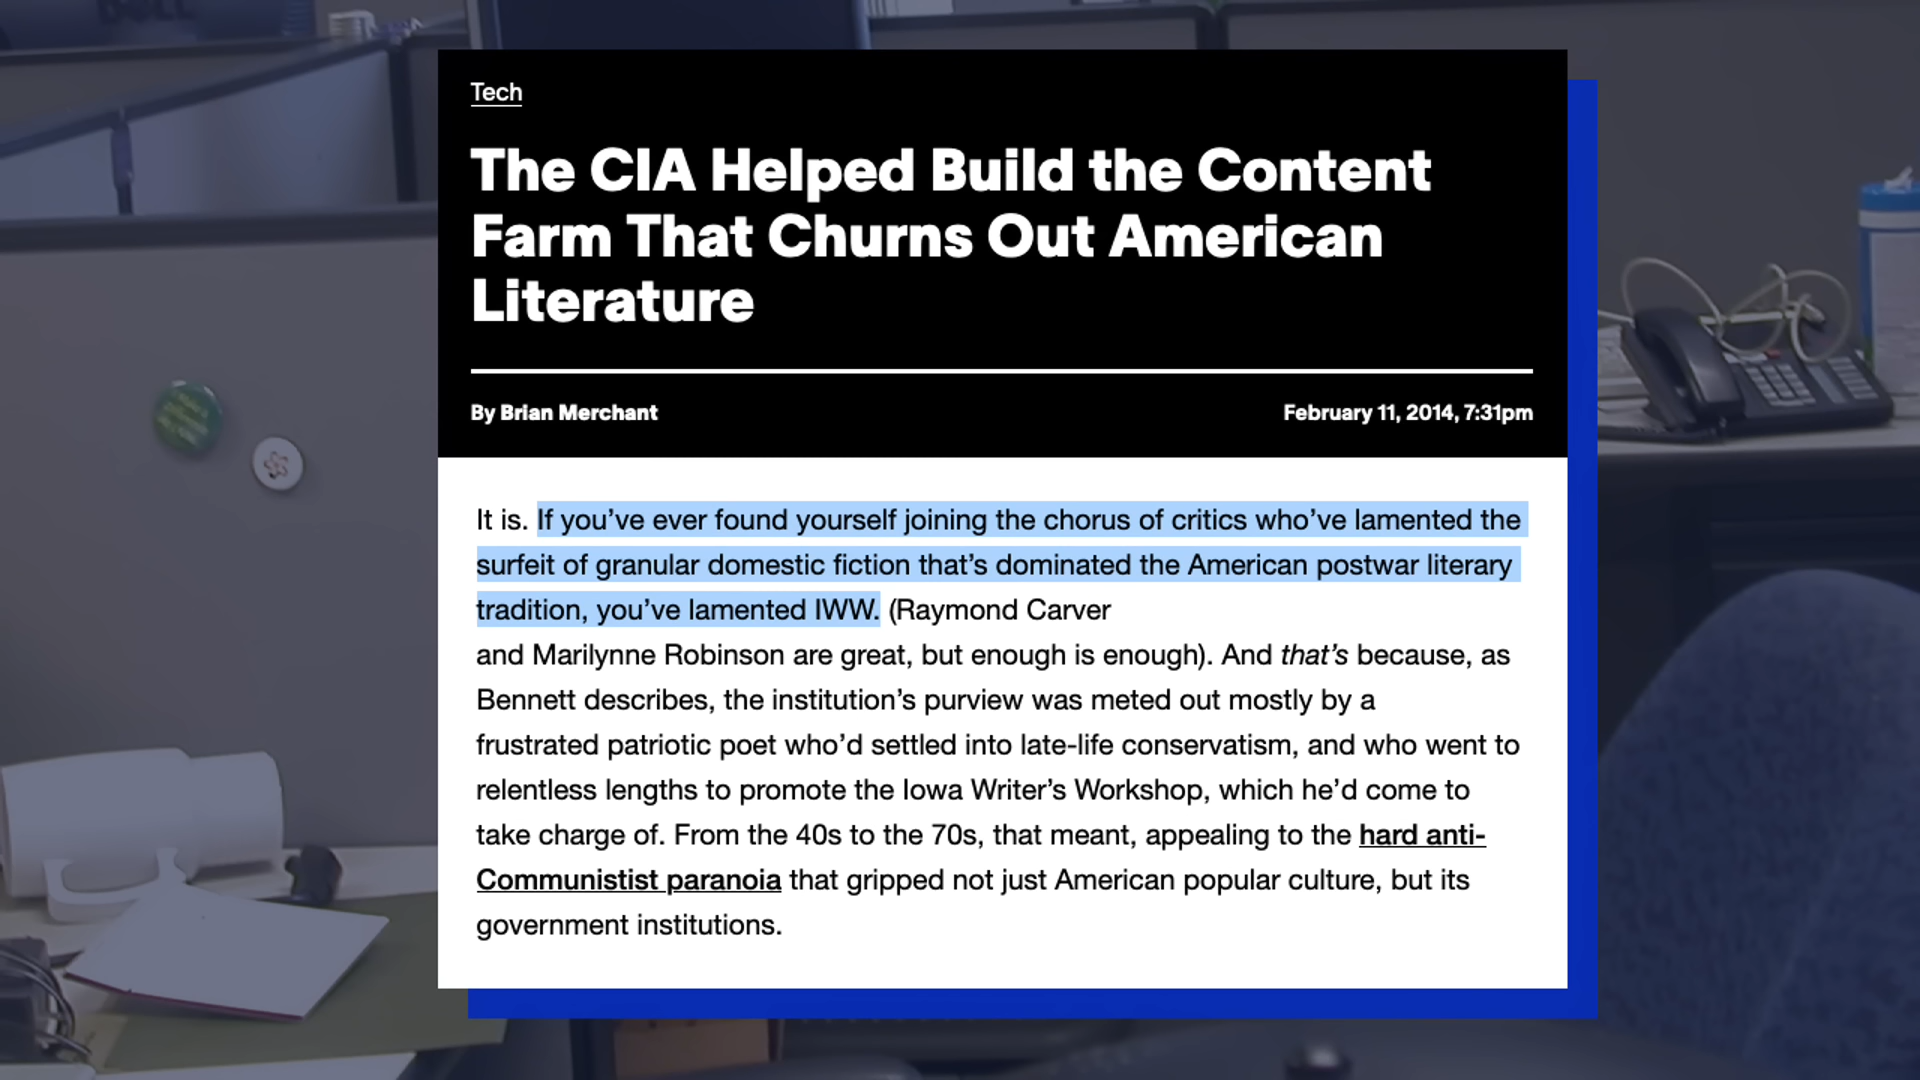 Tech
The CIA Helped Build the Content
Farm That Churns Out American
Literature
By Brian Merchant
February 11, 2014, 7:31pm
It is. If you’ve ever found yourself joining the chorus of critics who’ve lamented the
surfeit of granular domestic fiction that’s dominated the American postwar literary
tradition, you’ve lamented IWW. (Raymond Carver
and Marilynne Robinson are great, but enough is enough). And that’s because, as
Bennett describes, the institution’s purview was meted out mostly by a
frustrated patriotic poet who’d settled into late-life conservatism, and who went to
relentless lengths to promote the Iowa Writer’s Workshop, which he’d come to
take charge of. From the 40s to the 70s, that meant, appealing to the hard anti-
Communistist paranoia that gripped not just American popular culture, but its
government institutions.